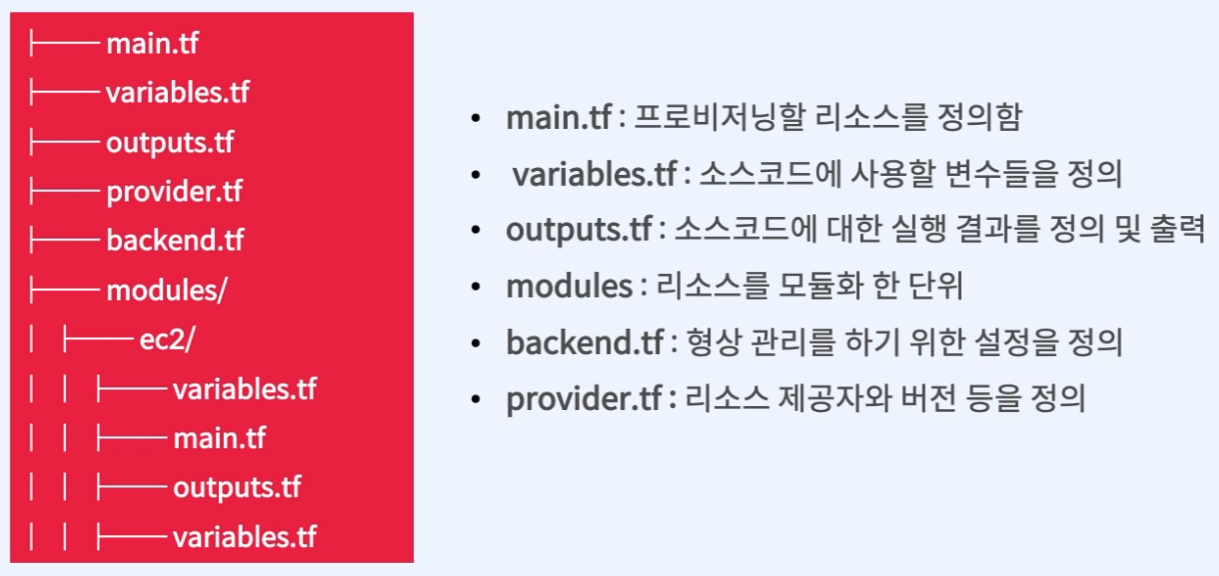 ├── main.tf
├── variables.tf
├── outputs.tf
├── provider.tf
├── backend.tf
├── modules/
│ ├── ec2/
│ │ ├── variables.tf
│ │ ├── main.tf
│ │ ├── outputs.tf
│ │ ├── variables.tf
• main.tf : 프로비저닝할 리소스를 정의함
• variables.tf : 소스코드에 사용할 변수들을 정의
• outputs.tf : 소스코드에 대한 실행 결과를 정의 및 출력
• modules : 리소스를 모듈화 한 단위
• backend.tf : 형상 관리를 하기 위한 설정을 정의
• provider.tf : 리소스 제공자와 버전 등을 정의